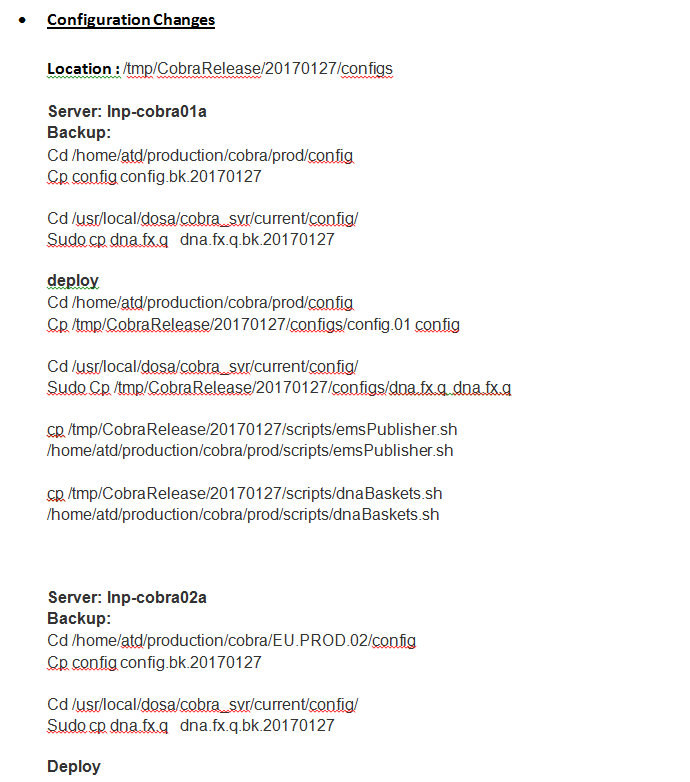 • Configuration Changes
Location : /tmp/CobraRelease/20170127/configs
Server: lnp-cobra01a
Backup:
Cd /home/atd/production/cobra/prod/config
Cp config config.bk.20170127
Cd /usr/local/dosa/cobra_svr/current/config/
Sudo cp dna.fx.q dna.fx.q.bk.20170127
deploy
Cd /home/atd/production/cobra/prod/config
Cp /tmp/CobraRelease/20170127/configs/config.01 config
Cd /usr/local/dosa/cobra_svr/current/config/
Sudo Cp /tmp/CobraRelease/20170127/configs/dna.fx.q dna.fx.q
cp /tmp/CobraRelease/20170127/scripts/emsPublisher.sh
/home/atd/production/cobra/prod/scripts/emsPublisher.sh
cp /tmp/CobraRelease/20170127/scripts/dnaBaskets.sh
/home/atd/production/cobra/prod/scripts/dnaBaskets.sh
Server: lnp-cobra02a
Backup:
Cd /home/atd/production/cobra/EU.PROD.02/config
Cp config config.bk.20170127
Cd /usr/local/dosa/cobra_svr/current/config/
Sudo cp dna.fx.q dna.fx.q.bk.20170127
Deploy